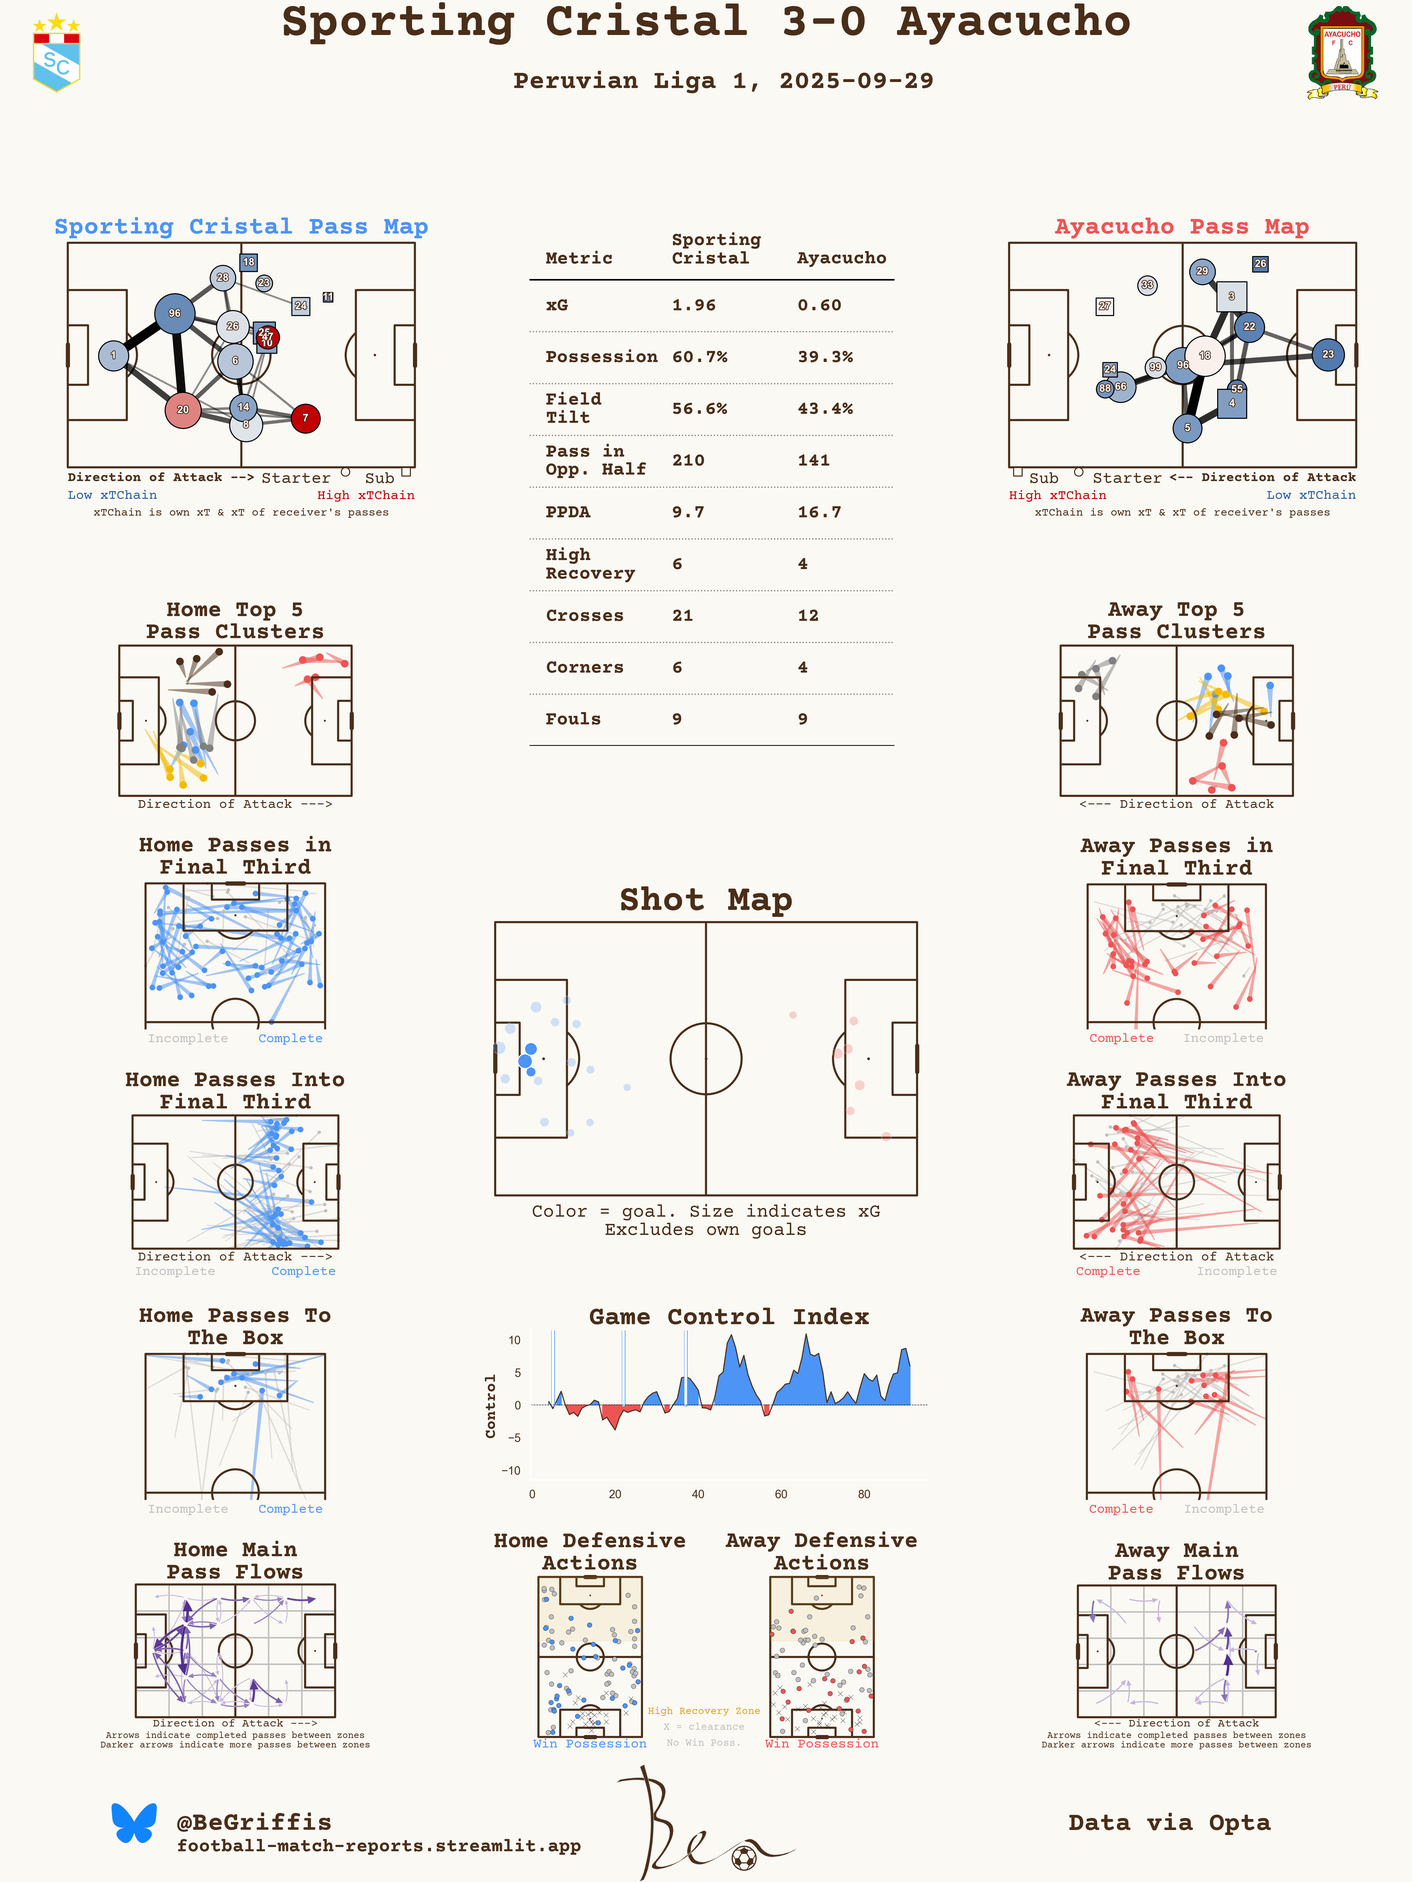 Sporting Cristal 3-0 Ayacucho
Peruvian Liga 1, 2025-09-29
SC
AYACUCHO
F C
PERÚ
Sporting Cristal Pass Map
28
18
23
24
11
96
26
25
47
10
1
6
20
14
8
7
Direction of Attack --> Starter Sub
Low xTChain High xTChain
xTChain is own xT & xT of receiver's passes
Metric Sporting Cristal Ayacucho
xG 1.96 0.60
Possession 60.7% 39.3%
Field Tilt 56.6% 43.4%
Pass in Opp. Half 210 141
PPDA 9.7 16.7
High Recovery 6 4
Crosses 21 12
Corners 6 4
Fouls 9 9
Ayacucho Pass Map
29
26
33
3
27
22
18
23
24
99
96
88
66
55
4
5
Sub Starter <-- Direction of Attack
High xTChain Low xTChain
xTChain is own xT & xT of receiver's passes
Home Top 5
Pass Clusters
Direction of Attack --->
Away Top 5
Pass Clusters
<--- Direction of Attack
Home Passes in
Final Third
Incomplete Complete
Away Passes in
Final Third
Complete Incomplete
Shot Map
Color = goal. Size indicates xG
Excludes own goals
Home Passes Into
Final Third
Direction of Attack --->
Incomplete Complete
Away Passes Into
Final Third
<--- Direction of Attack
Complete Incomplete
Home Passes To
The Box
Incomplete Complete
Game Control Index
Control
10
5
0
−5
−10
0 20 40 60 80
Away Passes To
The Box
Complete Incomplete
Home Main
Pass Flows
Direction of Attack --->
Arrows indicate completed passes between zones
Darker arrows indicate more passes between zones
Home Defensive
Actions
Win Possession
High Recovery Zone
X = clearance
No Win Poss.
Away Defensive
Actions
Win Possession
Away Main
Pass Flows
<--- Direction of Attack
Arrows indicate completed passes between zones
Darker arrows indicate more passes between zones
@BeGriffis
football-match-reports.streamlit.app
Ben
Data via Opta